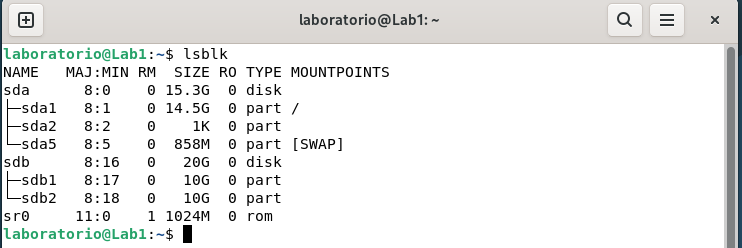 laboratorio@Lab1: ~
laboratorio@Lab1:~$ lsblk
NAME   MAJ:MIN RM  SIZE RO TYPE MOUNTPOINTS
sda      8:0    0 15.3G  0 disk
├─sda1   8:1    0 14.5G  0 part /
├─sda2   8:2    0    1K  0 part
└─sda5   8:5    0  858M  0 part [SWAP]
sdb      8:16   0   20G  0 disk
├─sdb1   8:17   0   10G  0 part
└─sdb2   8:18   0   10G  0 part
sr0     11:0    1 1024M  0 rom
laboratorio@Lab1:~$